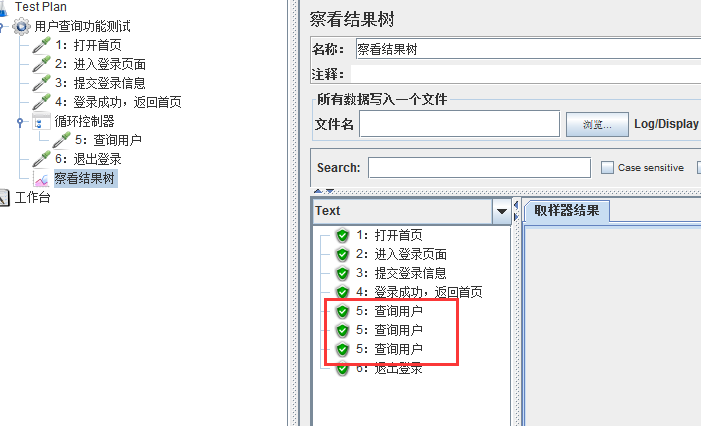 Test Plan
用户查询功能测试
1：打开首页
2：进入登录页面
3：提交登录信息
4：登录成功，返回首页
循环控制器
5：查询用户
6：退出登录
察看结果树
工作台
察看结果树
名称： 察看结果树
注释：
所有数据写入一个文件
文件名 浏览... Log/Display
Search: Case sensitive
Text
取样器结果
1：打开首页
2：进入登录页面
3：提交登录信息
4：登录成功，返回首页
5：查询用户
5：查询用户
5：查询用户
6：退出登录